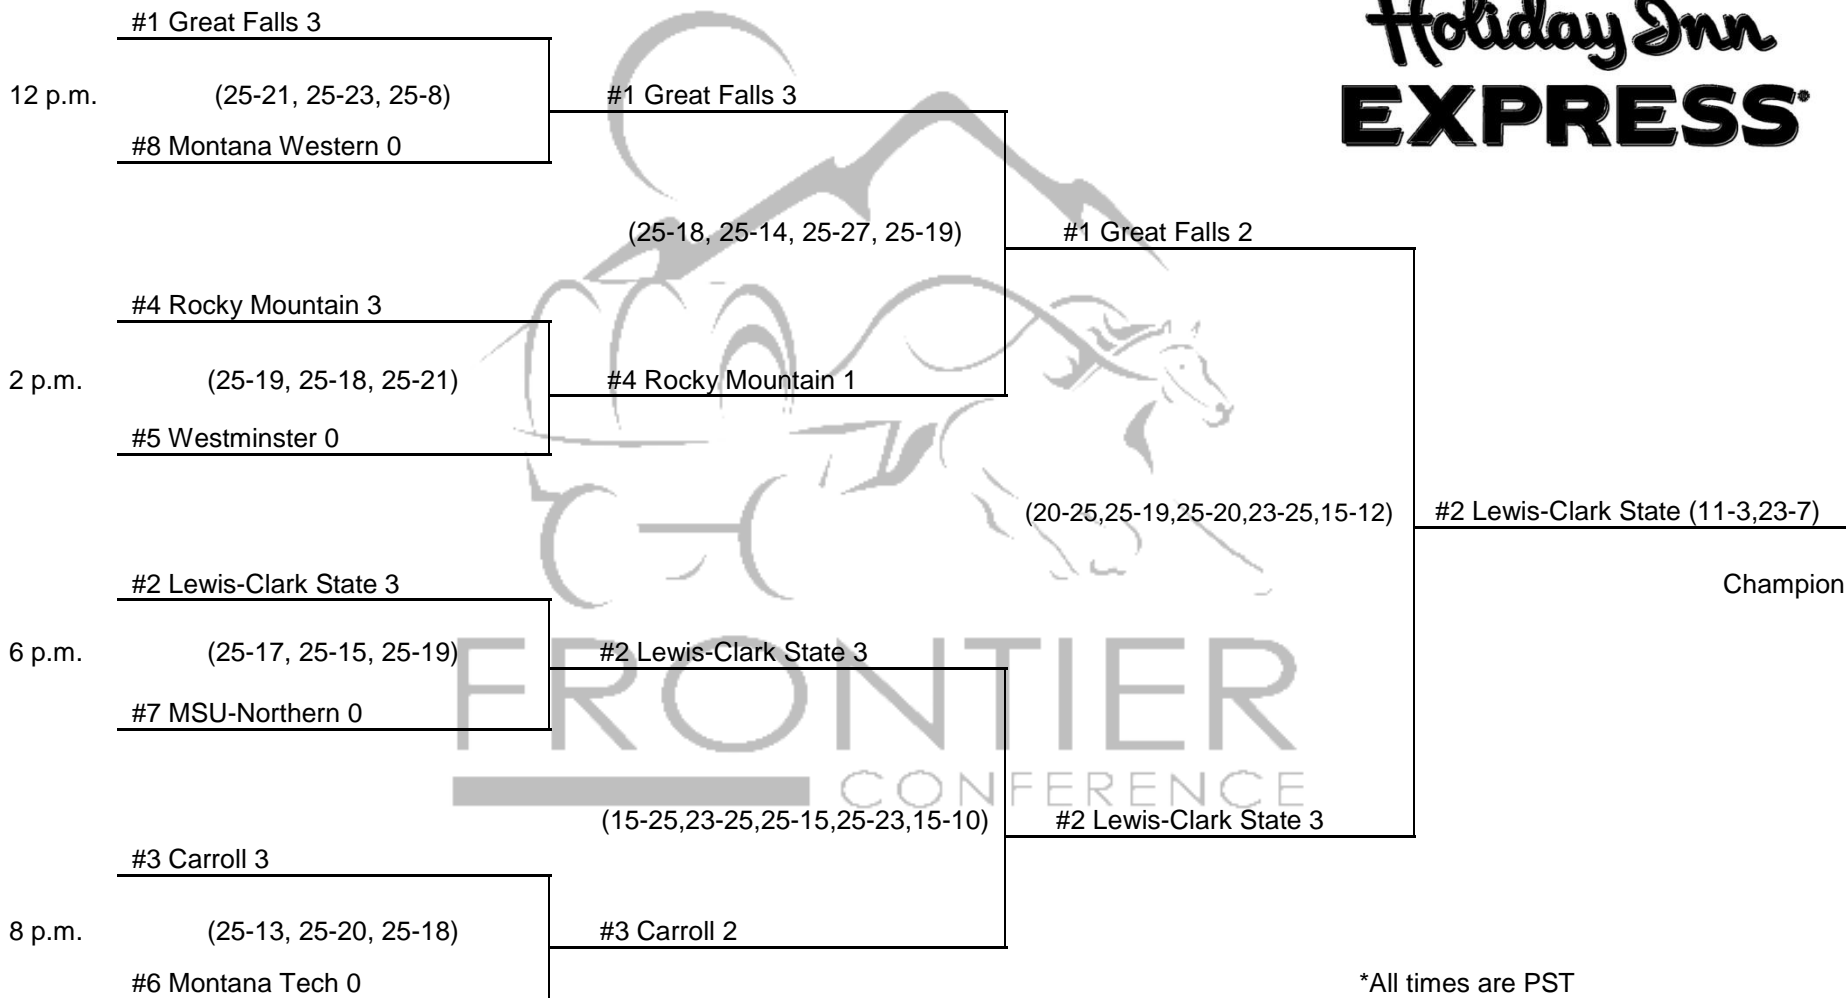 #1 Great Falls 3
Holiday Inn
EXPRESS
12 p.m.
(25-21, 25-23, 25-8)
#1 Great Falls 3
#8 Montana Western 0
(25-18, 25-14, 25-27, 25-19)
#1 Great Falls 2
#4 Rocky Mountain 3
2 p.m.
(25-19, 25-18, 25-21)
#4 Rocky Mountain 1
#5 Westminster 0
(20-25,25-19,25-20,23-25,15-12)
#2 Lewis-Clark State (11-3,23-7)
#2 Lewis-Clark State 3
Champion
6 p.m.
(25-17, 25-15, 25-19)
#2 Lewis-Clark State 3
#7 MSU-Northern 0
FRONTIER
CONFERENCE
(15-25,23-25,25-15,25-23,15-10)
#2 Lewis-Clark State 3
#3 Carroll 3
8 p.m.
(25-13, 25-20, 25-18)
#3 Carroll 2
#6 Montana Tech 0
*All times are PST